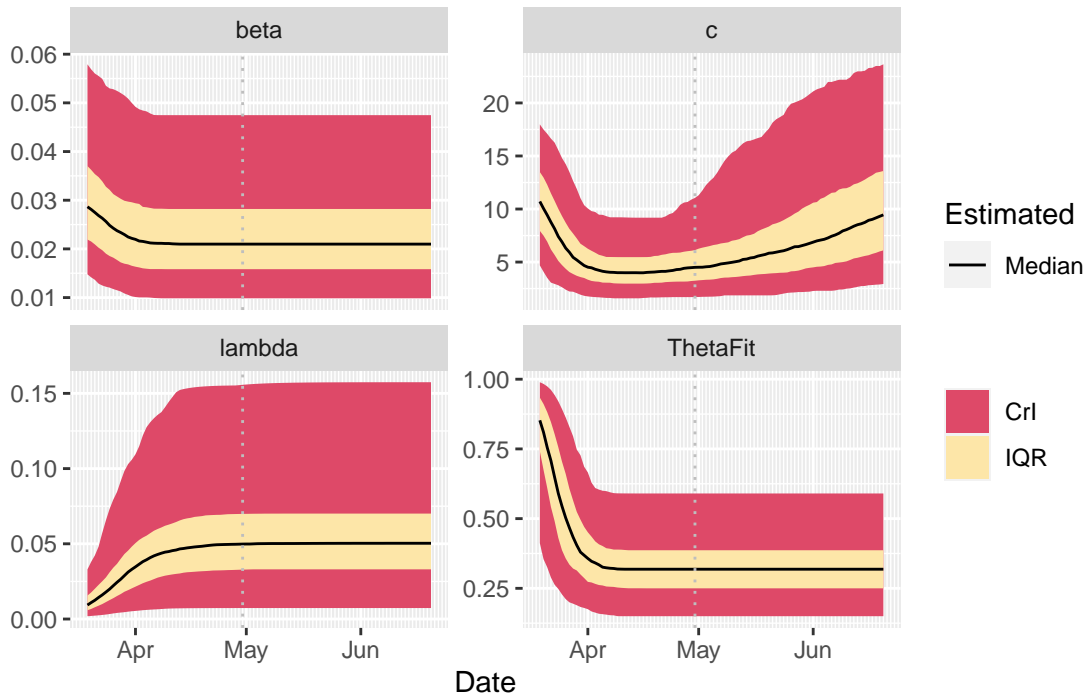 beta
c
0.06
0.05
0.04
0.03
0.02
0.01
20
15
10
5
Estimated
Median
lambda
ThetaFit
0.15
0.10
0.05
0.00
1.00
0.75
0.50
0.25
CrI
IQR
Apr May Jun
Apr May Jun
Date